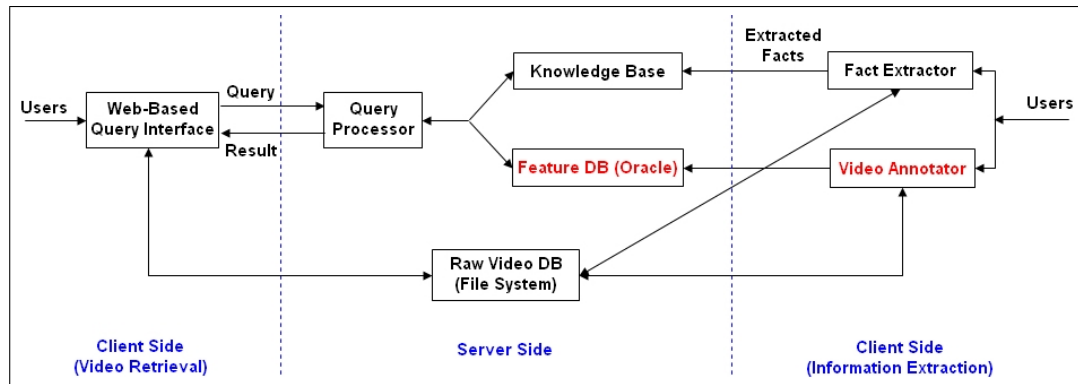 Users
Web-Based
Query Interface
Query
Result
Query
Processor
Knowledge Base
Feature DB (Oracle)
Raw Video DB
(File System)
Extracted
Facts
Fact Extractor
Video Annotator
Users
Client Side
(Video Retrieval)
Server Side
Client Side
(Information Extraction)